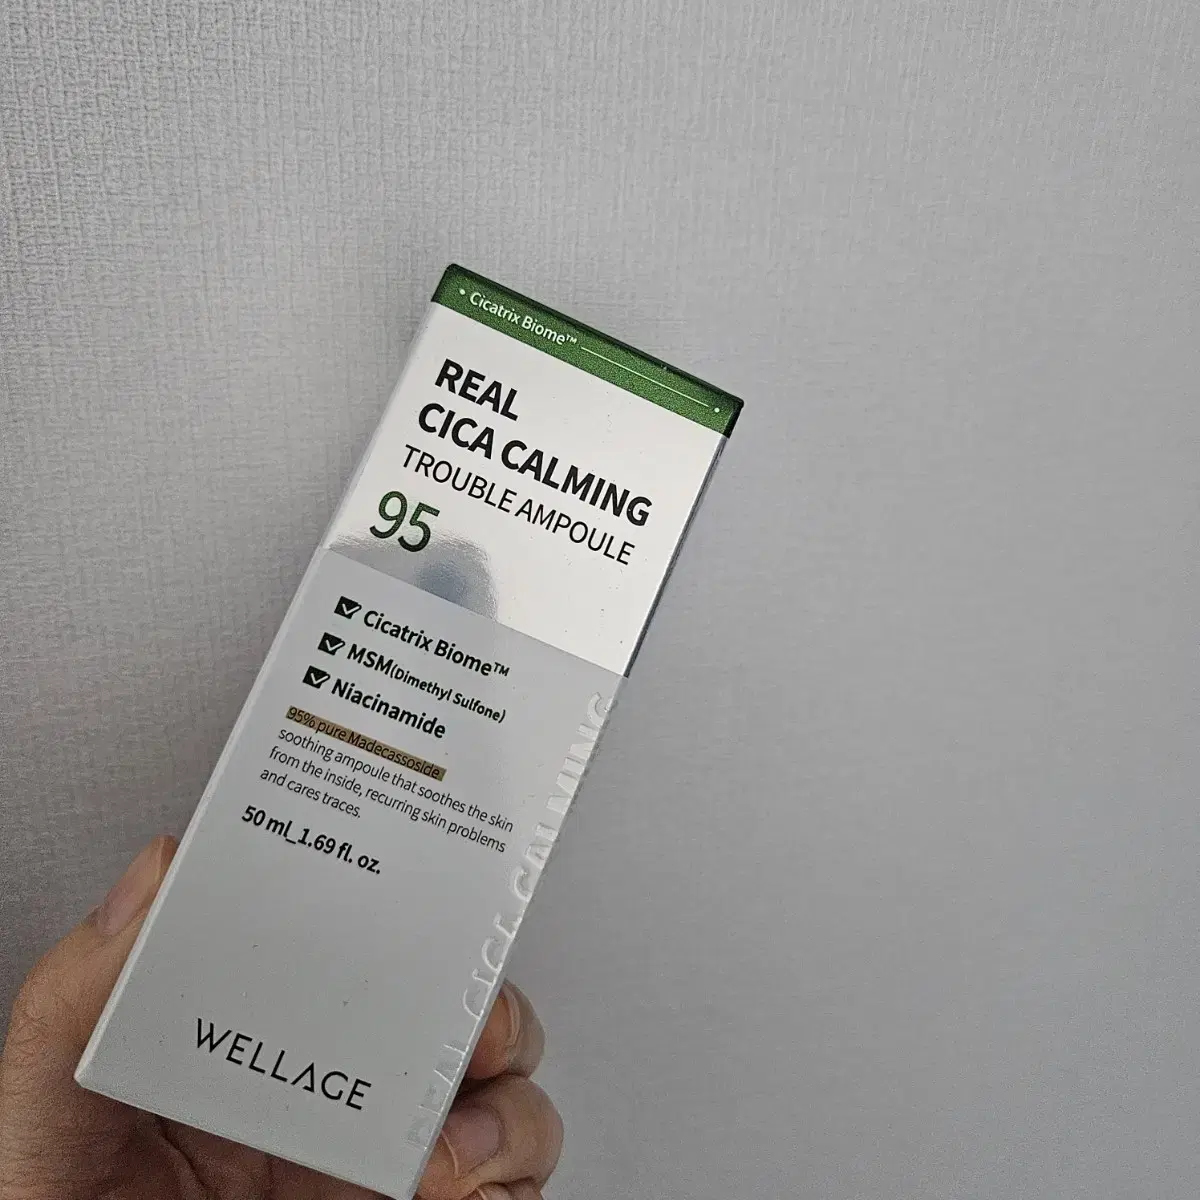 • Cicatrix Biome™
REAL
CICA CALMING
TROUBLE AMPOULE
95
Cicatrix Biome™
MSM(Dimethyl Sulfone)
Niacinamide
95% pure Madecassoside
soothing ampoule that soothes the skin
from the inside, recurring skin problems
and cares traces.
50 ml_1.69 fl. oz.
WELLAGE
REAL CICA CALMING